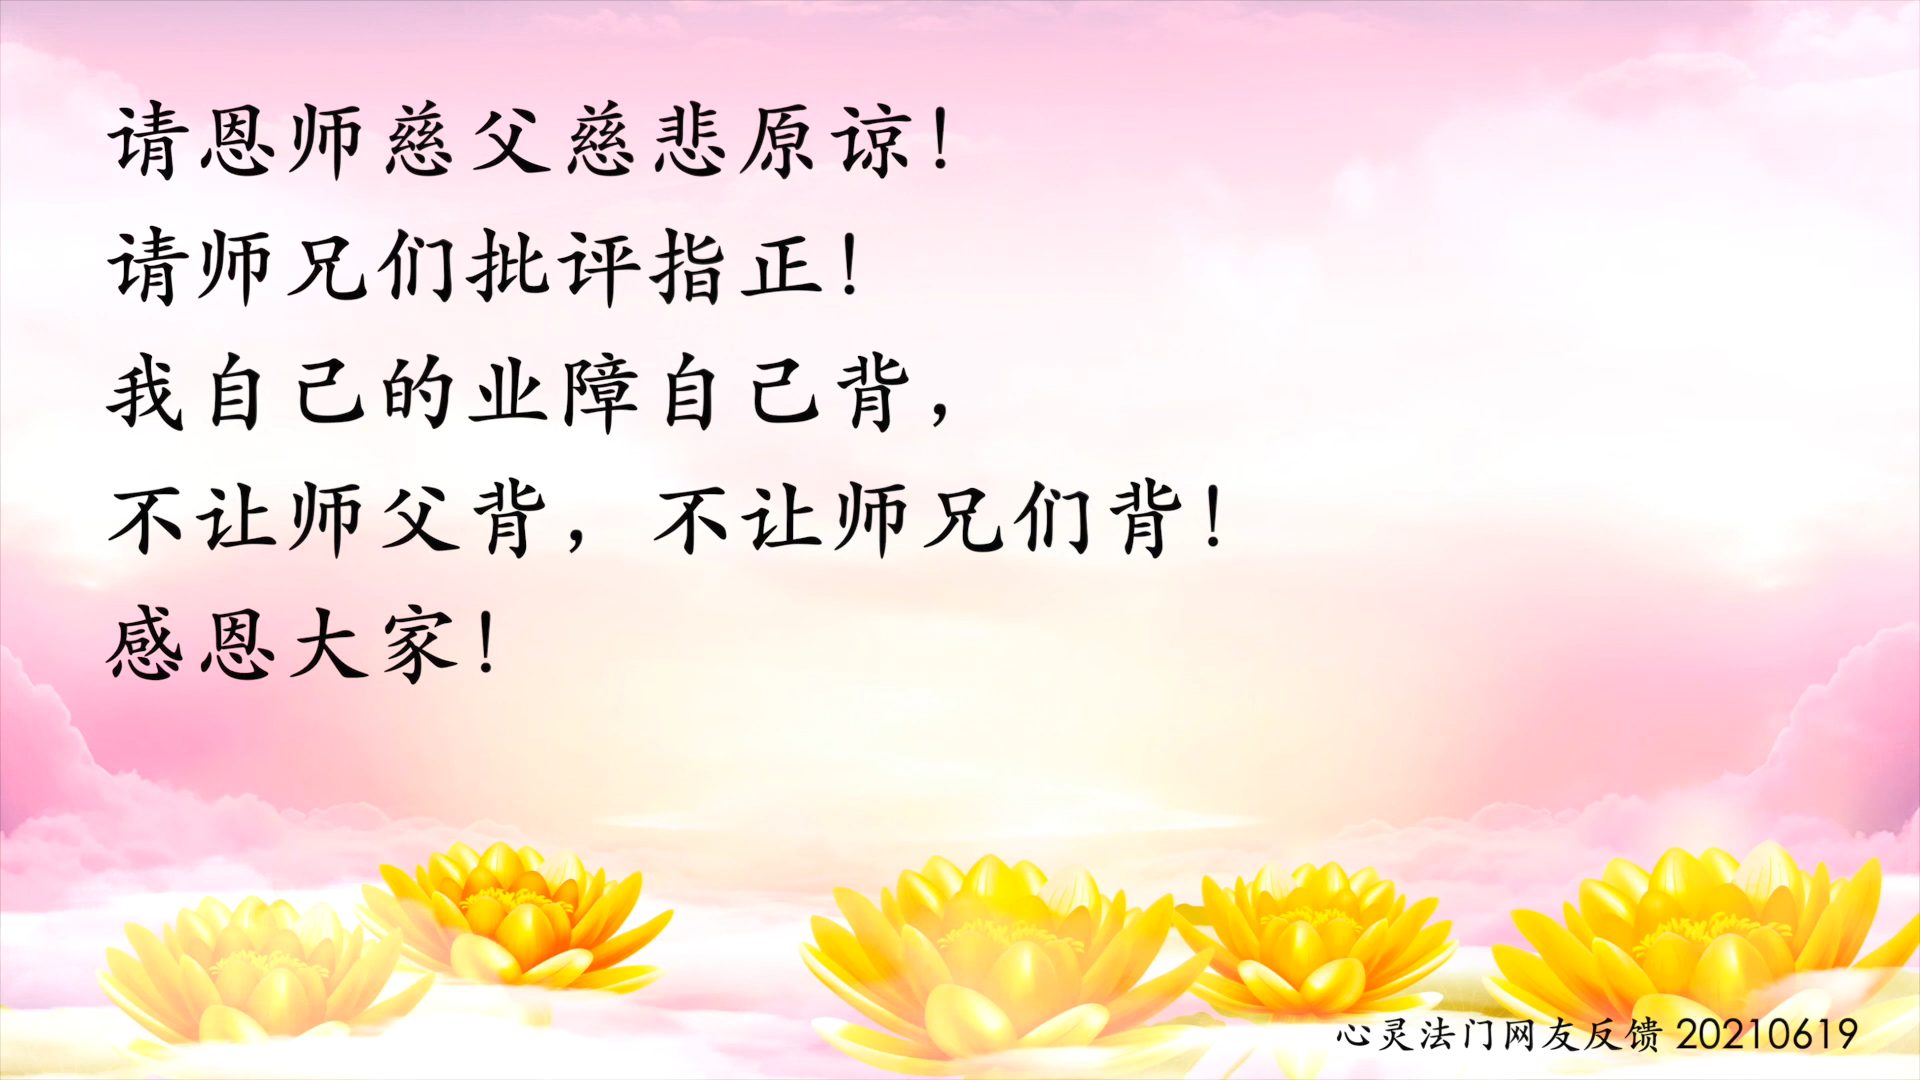 请恩师慈父慈悲原谅！
请师兄们批评指正！
我自己的业障自己背，
不让师父背，不让师兄们背！
感恩大家！
心灵法门网友反馈 20210619